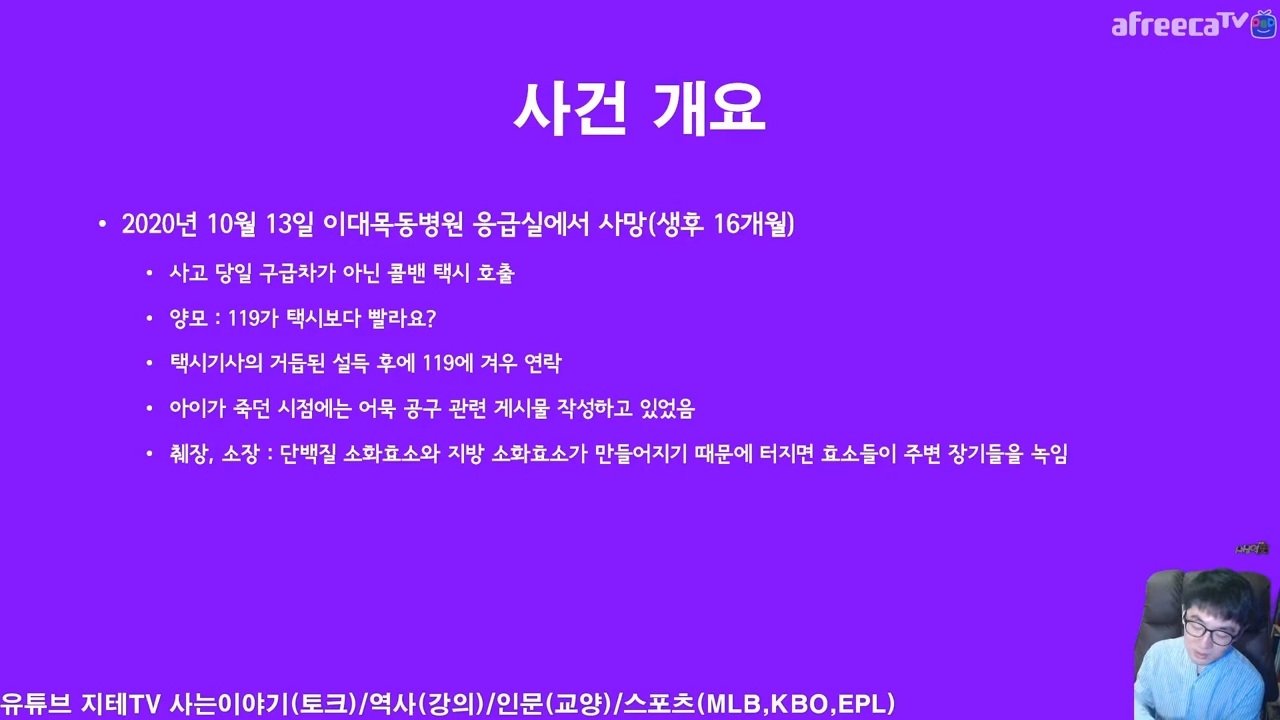 afreecaTV
사건 개요
• 2020년 10월 13일 이대목동병원 응급실에서 사망(생후 16개월)
• 사고 당일 구급차가 아닌 콜밴 택시 호출
• 양모 : 119가 택시보다 빨라요?
• 택시기사의 거듭된 설득 후에 119에 겨우 연락
• 아이가 죽던 시점에는 어묵 공구 관련 게시물 작성하고 있었음
• 췌장, 소장 : 단백질 소화효소와 지방 소화효소가 만들어지기 때문에 터지면 효소들이 주변 장기들을 녹임
유튜브 지테TV 사는이야기(토크)/역사(강의)/인문(교양)/스포츠(MLB,KBO,EPL)